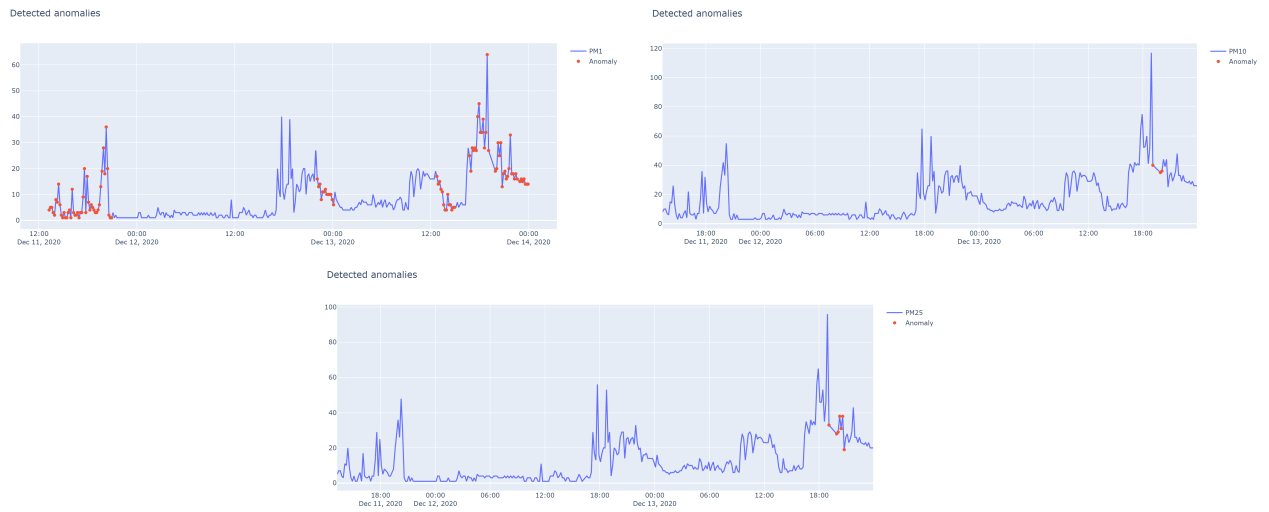 Detected anomalies
PM1
Anomaly
60
50
40
30
20
10
0
12:00
Dec 11, 2020
00:00
Dec 12, 2020
12:00
00:00
Dec 13, 2020
12:00
00:00
Dec 14, 2020
Detected anomalies
PM10
Anomaly
120
100
80
60
40
20
0
18:00
Dec 11, 2020
00:00
Dec 12, 2020
06:00
12:00
18:00
00:00
Dec 13, 2020
06:00
12:00
18:00
Detected anomalies
PM25
Anomaly
100
80
60
40
20
0
18:00
Dec 11, 2020
00:00
Dec 12, 2020
06:00
12:00
18:00
00:00
Dec 13, 2020
06:00
12:00
18:00